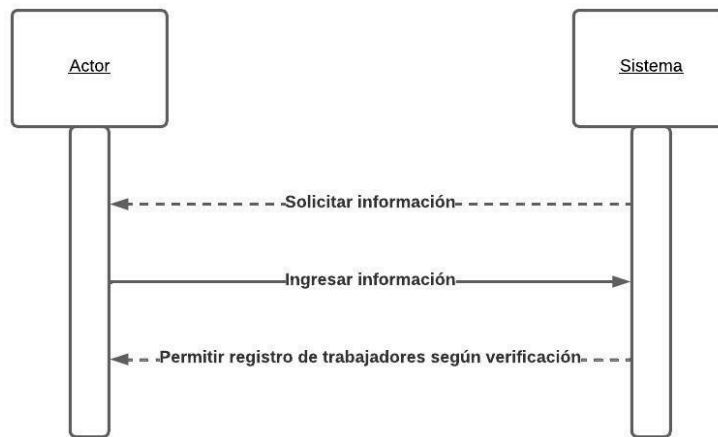 Actor
Sistema
Solicitar información
Ingresar información
Permitir registro de trabajadores según verificación